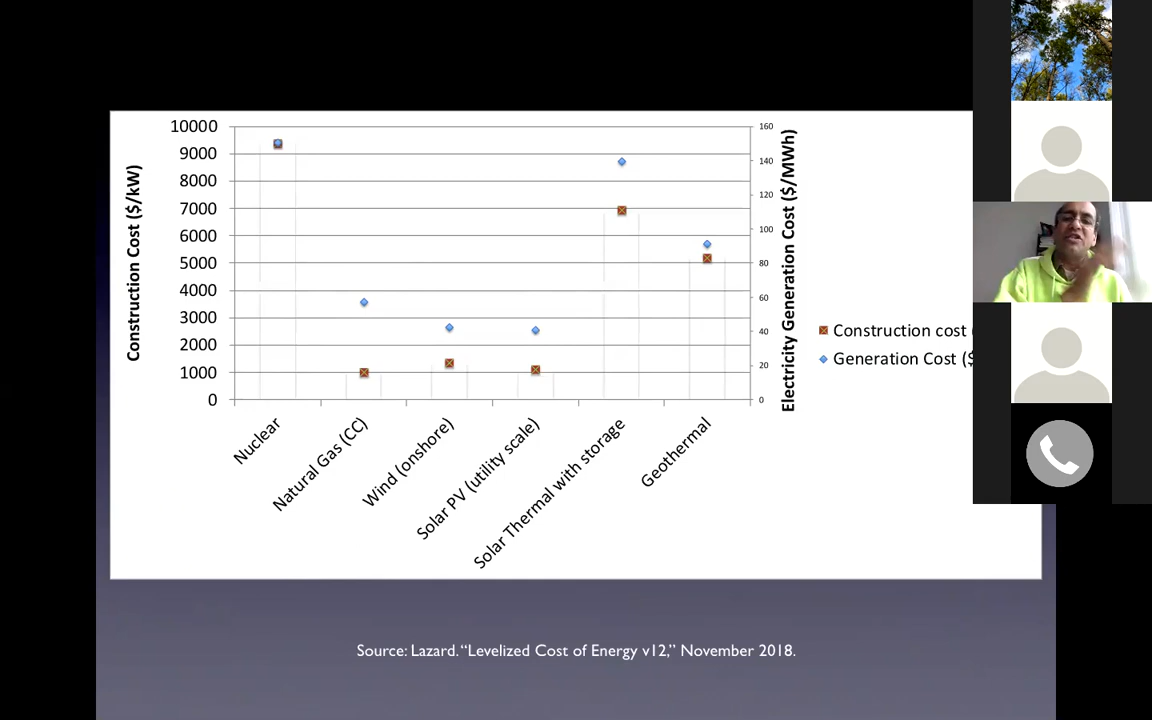 Construction Cost ($/kW)
10000
9000
8000
7000
6000
5000
4000
3000
2000
1000
0
160
140
120
100
80
60
40
20
0
Electricity Generation Cost ($/MWh)
Nuclear
Natural Gas (CC)
Wind (onshore)
Solar PV (utility scale)
Solar Thermal with storage
Geothermal
Construction cost (
Generation Cost ($
Source: Lazard. “Levelized Cost of Energy v12,” November 2018.